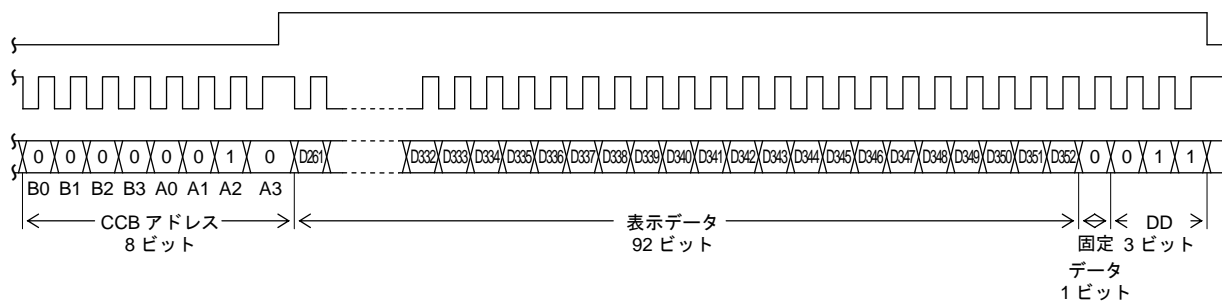 0 0 0 0 0 0 1 0 D261 D332 D333 D334 D335 D336 D337 D338 D339 D340 D341 D342 D343 D344 D345 D346 D347 D348 D349 D350 D351 D352 0 0 1 1
B0 B1 B2 B3 A0 A1 A2 A3
CCB アドレス
8 ビット
表示データ
92 ビット
固定
データ
1 ビット
DD
3 ビット